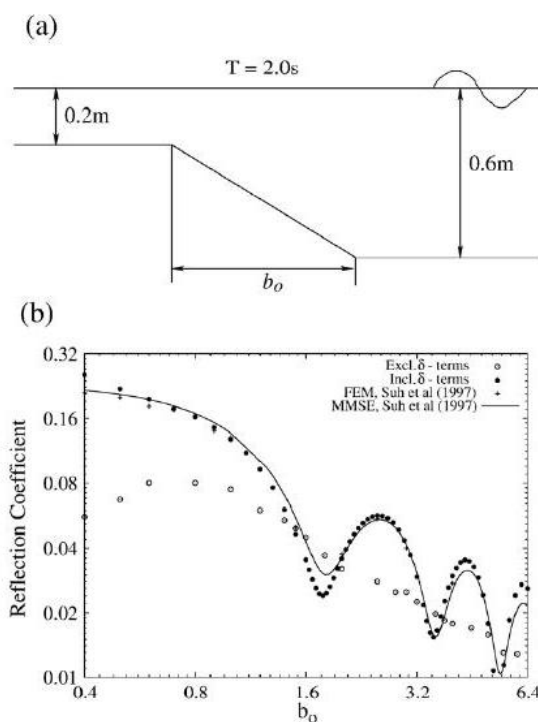 (a)
T = 2.0s
0.2m
0.6m
b₀
(b)
Excl.δ - terms
Incl.δ - terms
FEM, Suh et al (1997)
MMSE, Suh et al (1997)
Reflection Coefficient
0.32
0.16
0.08
0.04
0.02
0.01
0.4 0.8 1.6 3.2 6.4
b₀